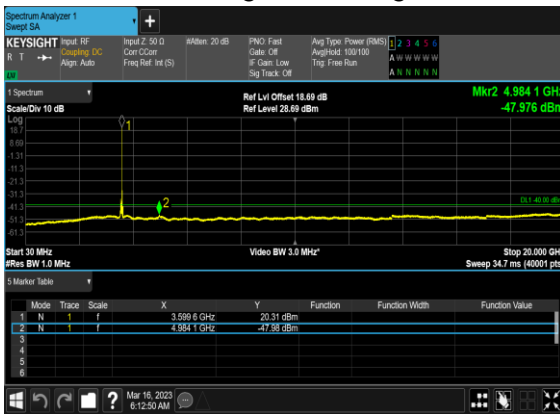 Spectrum Analyzer 1
Swept SA
KEYSIGHT Input: RF Input Z: 50 Ω #Atten: 20 dB PNO: Fast Avg Type: Power (RMS) 1 2 3 4 5 6
R T Coupling: DC Corr CCorr Gate: Off Avg|Hold: 100/100 A W W W W W
Align: Auto Freq Ref: Int (S) IF Gain: Low Trig: Free Run
Sig Track: Off A N N N N N
LV
1 Spectrum Ref Lvl Offset 18.69 dB Mkr2 4.984 1 GHz
Scale/Div 10 dB Ref Level 28.69 dBm -47.976 dBm
Log
18.7
8.69
-1.31
-11.3
-21.3
-31.3
-41.3
-51.3
-61.3
1
2
DL1 -40.00 dBm
Start 30 MHz Video BW 3.0 MHz* Stop 20.000 GHz
#Res BW 1.0 MHz Sweep 34.7 ms (40001 pts)
5 Marker Table
Mode Trace Scale X Y Function Function Width Function Value
1 N 1 f 3.599 6 GHz 20.31 dBm
2 N 1 f 4.984 1 GHz -47.98 dBm
3
4
5
6
? Mar 16, 2023
6:12:50 AM